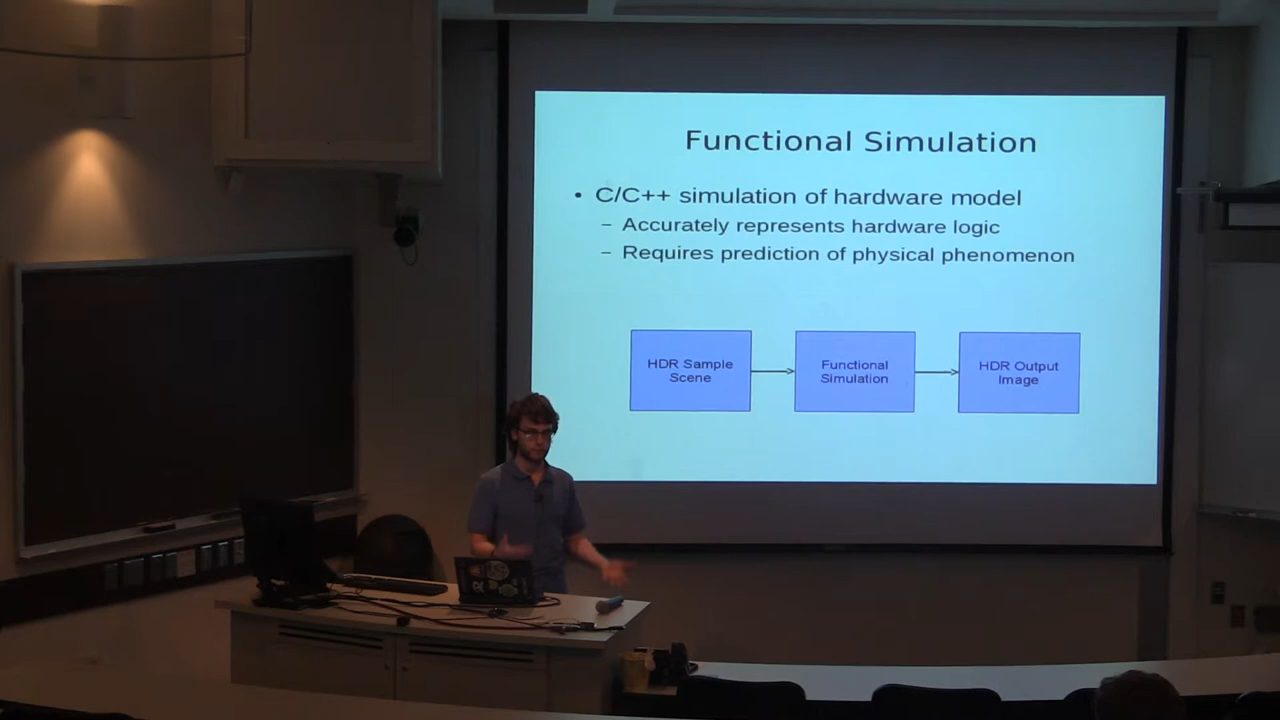 Functional Simulation
• C/C++ simulation of hardware model
– Accurately represents hardware logic
– Requires prediction of physical phenomenon
HDR Sample
Scene
Functional
Simulation
HDR Output
Image